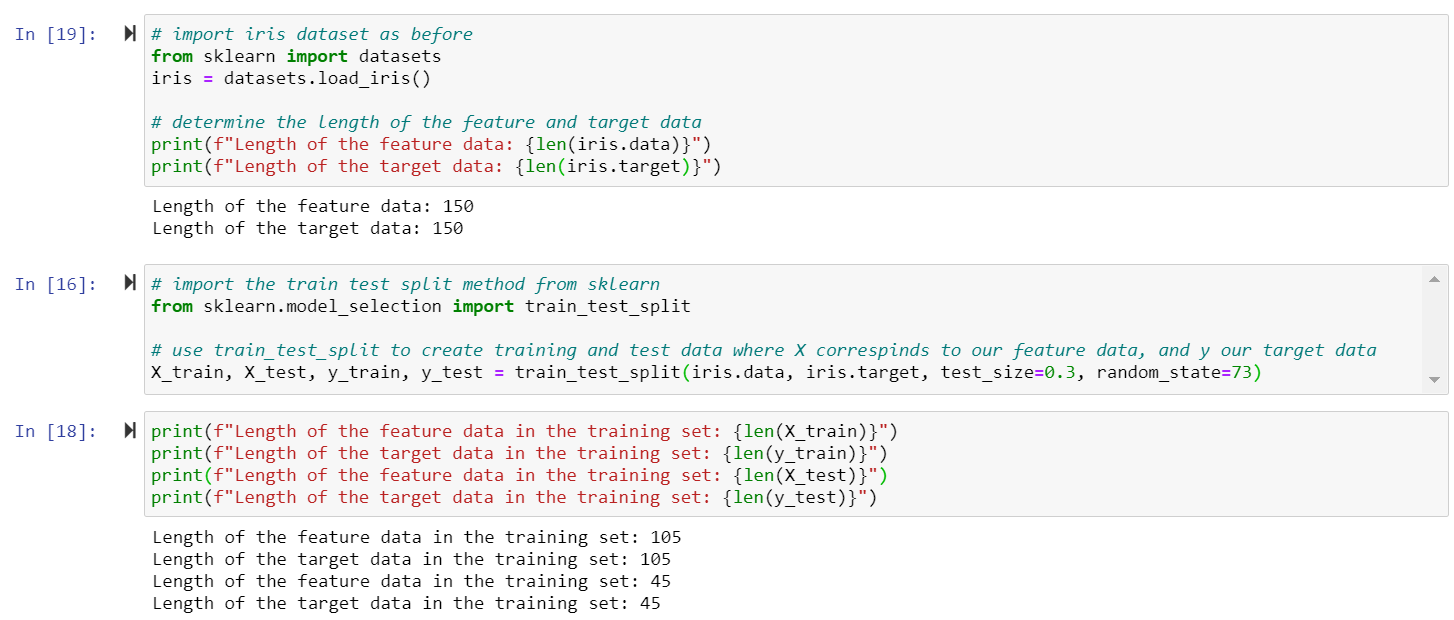 In [19]:
# import iris dataset as before
from sklearn import datasets
iris = datasets.load_iris()
# determine the length of the feature and target data
print(f"Length of the feature data: {len(iris.data)}")
print(f"Length of the target data: {len(iris.target)}")
Length of the feature data: 150
Length of the target data: 150
In [16]:
# import the train test split method from sklearn
from sklearn.model_selection import train_test_split
# use train_test_split to create training and test data where X correspinds to our feature data, and y our target data
X_train, X_test, y_train, y_test = train_test_split(iris.data, iris.target, test_size=0.3, random_state=73)
In [18]:
print(f"Length of the feature data in the training set: {len(X_train)}")
print(f"Length of the target data in the training set: {len(y_train)}")
print(f"Length of the feature data in the training set: {len(X_test)}")
print(f"Length of the target data in the training set: {len(y_test)}")
Length of the feature data in the training set: 105
Length of the target data in the training set: 105
Length of the feature data in the training set: 45
Length of the target data in the training set: 45